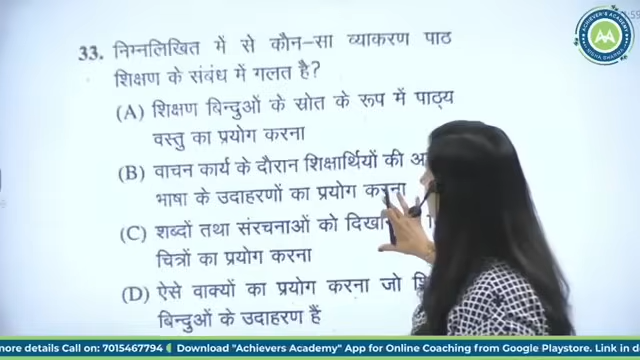 33. निम्नलिखित में से कौन-सा व्याकरण पाठ
शिक्षण के संबंध में गलत है?
(A) शिक्षण बिन्दुओं के स्रोत के रूप में पाठ्य
वस्तु का प्रयोग करना
(B) वाचन कार्य के दौरान शिक्षार्थियों की
भाषा के उदाहरणों का प्रयोग करना
(C) शब्दों तथा संरचनाओं को
चित्रों का प्रयोग करना
(D) ऐसे वाक्यों का प्रयोग करना जो
बिन्दुओं के उदाहरण हैं
ACHIEVER'S ACADEMY
more details Call on: 7015467794 Download "Achievers Academy" App for Online Coaching from Google Playstore. Link in d